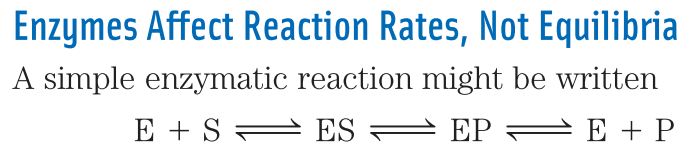 Enzymes Affect Reaction Rates, Not Equilibria
A simple enzymatic reaction might be written
E + S ⇌ ES ⇌ EP ⇌ E + P